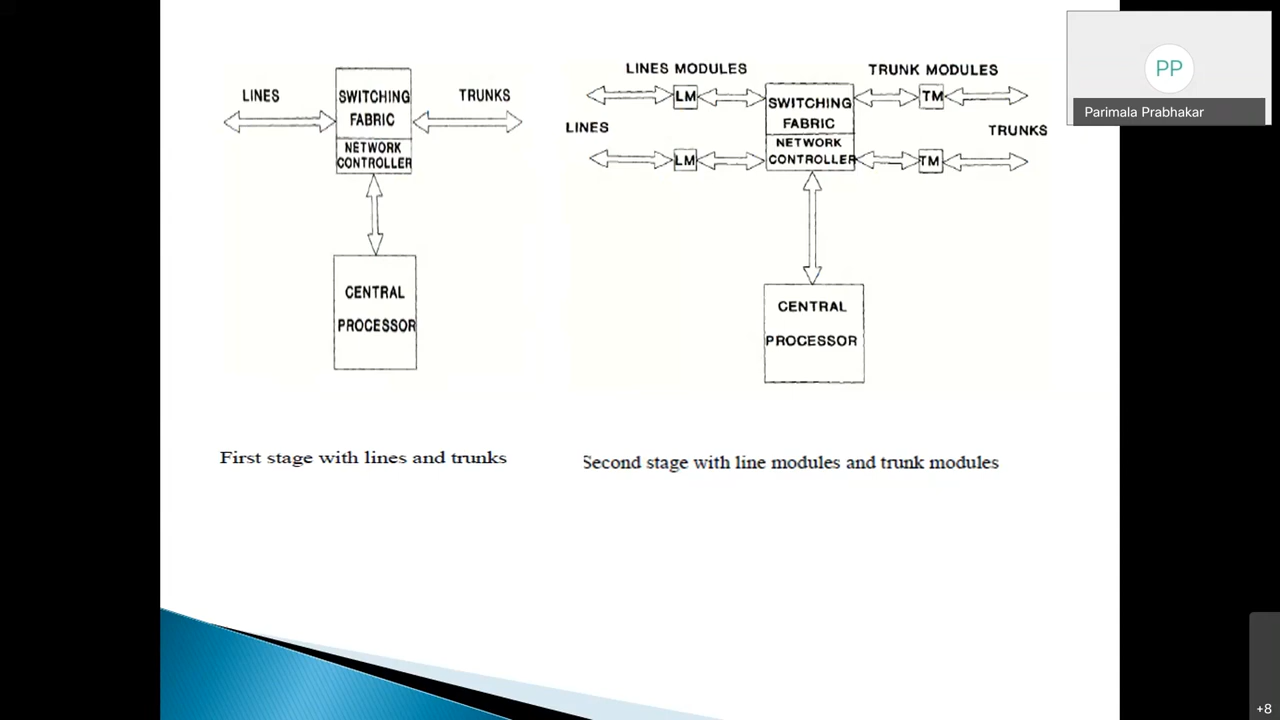 LINES
SWITCHING
FABRIC
TRUNKS
NETWORK
CONTROLLER
CENTRAL
PROCESSOR
First stage with lines and trunks
LINES MODULES
TRUNK MODULES
LM
SWITCHING
FABRIC
TM
LINES
TRUNKS
NETWORK
CONTROLLER
LM
TM
CENTRAL
PROCESSOR
Second stage with line modules and trunk modules
PP
Parimala Prabhakar
+8